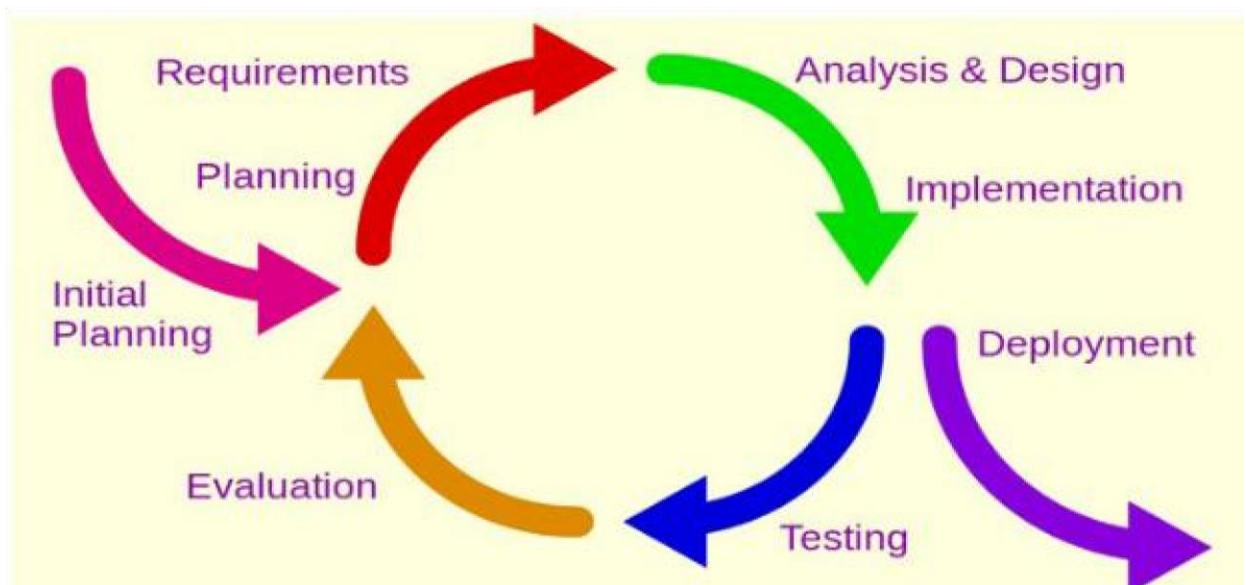 Requirements
Analysis & Design
Planning
Implementation
Initial
Planning
Deployment
Evaluation
Testing